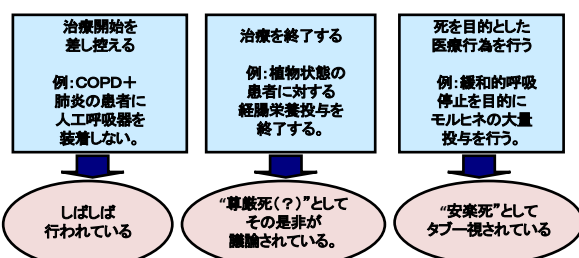 治療開始を
差し控える
例：ＣＯＰＤ＋
肺炎の患者に
人工呼吸器を
装着しない。
しばしば
行われている
治療を終了する
例：植物状態の
患者に対する
経腸栄養投与を
終了する。
“尊厳死（？）”として
その是非が
議論されている。
死を目的とした
医療行為を行う
例：緩和的呼吸
停止を目的に
モルヒネの大量
投与を行う。
“安楽死”として
タブー視されている